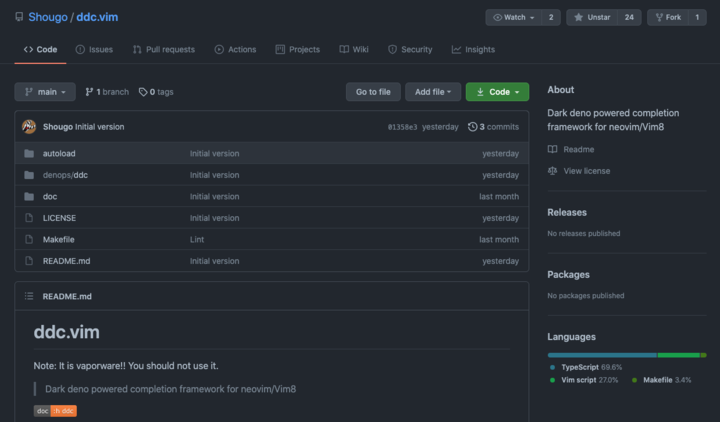 Shougo / ddc.vim
Watch 2
Unstar 24
Fork 1
Code Issues Pull requests Actions Projects Wiki Security Insights
main 1 branch 0 tags
Go to file Add file Code
Shougo Initial version 01358e3 yesterday 3 commits
autoload Initial version yesterday
denops/ddc Initial version yesterday
doc Initial version last month
LICENSE Initial version yesterday
Makefile Lint last month
README.md Initial version yesterday
README.md
ddc.vim
Note: It is vaporware!! You should not use it.
Dark deno powered completion framework for neovim/Vim8
doc :h ddc
About
Dark deno powered completion
framework for neovim/Vim8
Readme
View license
Releases
No releases published
Packages
No packages published
Languages
TypeScript 69.6%
Vim script 27.0% Makefile 3.4%